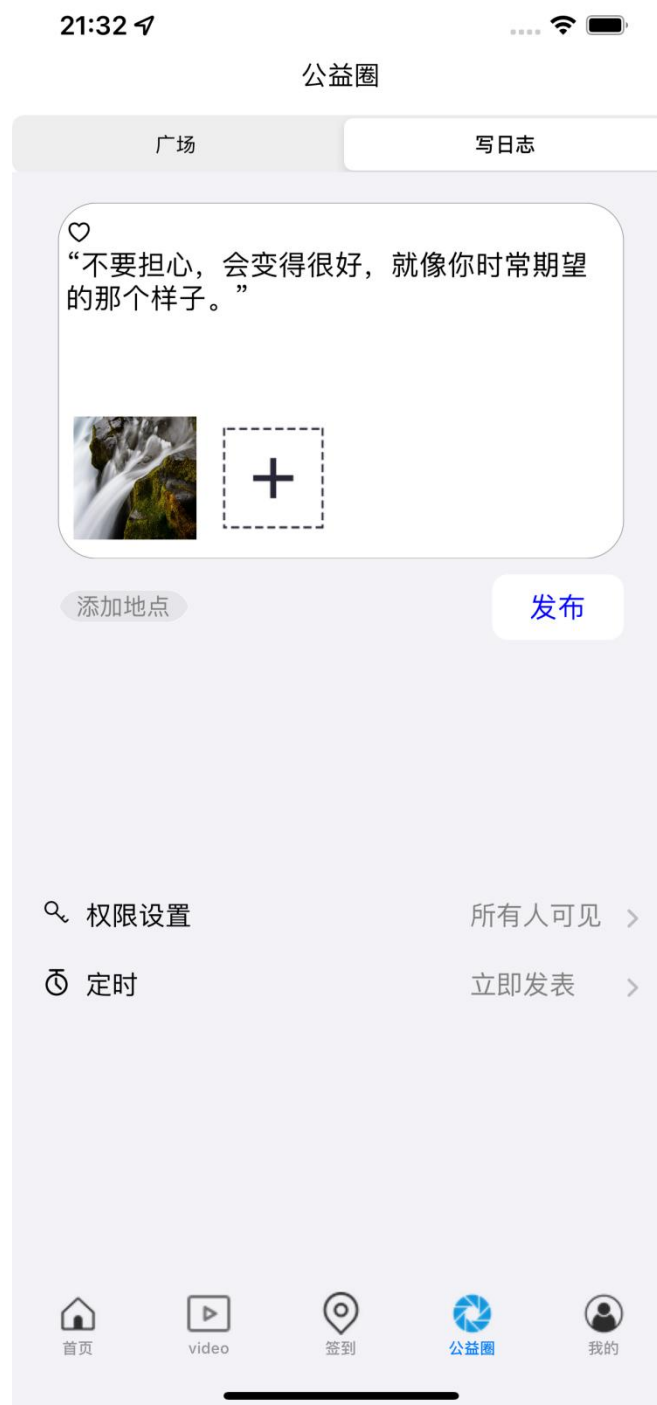 21:32
公益圈
广场
写日志
“不要担心，会变得很好，就像你时常期望
的那个样子。”
添加地点
发布
权限设置
所有人可见
定时
立即发表
首页
video
签到
公益圈
我的